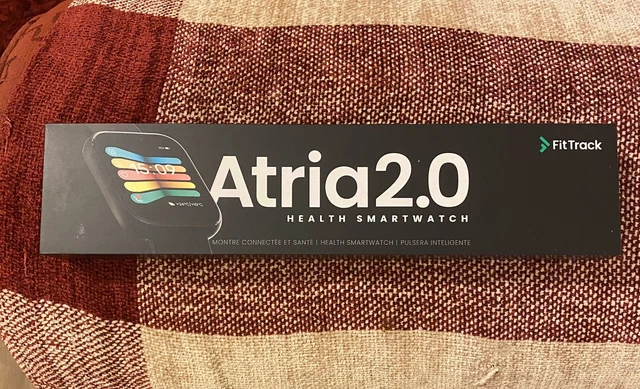 FitTrack
15:09
Atria2.0
HEALTH SMARTWATCH
MONTRE CONNECTÉE ET SANTÉ | HEALTH SMARTWATCH | PULSERA INTELIGENTE